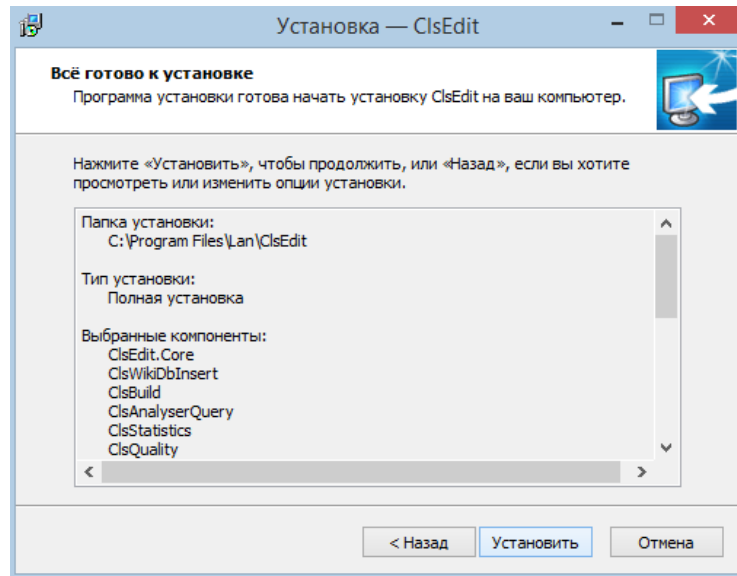 Установка — ClsEdit
Всё готово к установке
Программа установки готова начать установку ClsEdit на ваш компьютер.
Нажмите «Установить», чтобы продолжить, или «Назад», если вы хотите
просмотреть или изменить опции установки.
Папка установки:
C:\Program Files\Lan\ClsEdit
Тип установки:
Полная установка
Выбранные компоненты:
ClsEdit.Core
ClsWikiDbInsert
ClsBuild
ClsAnalyserQuery
ClsStatistics
ClsQuality
< Назад Установить Отмена